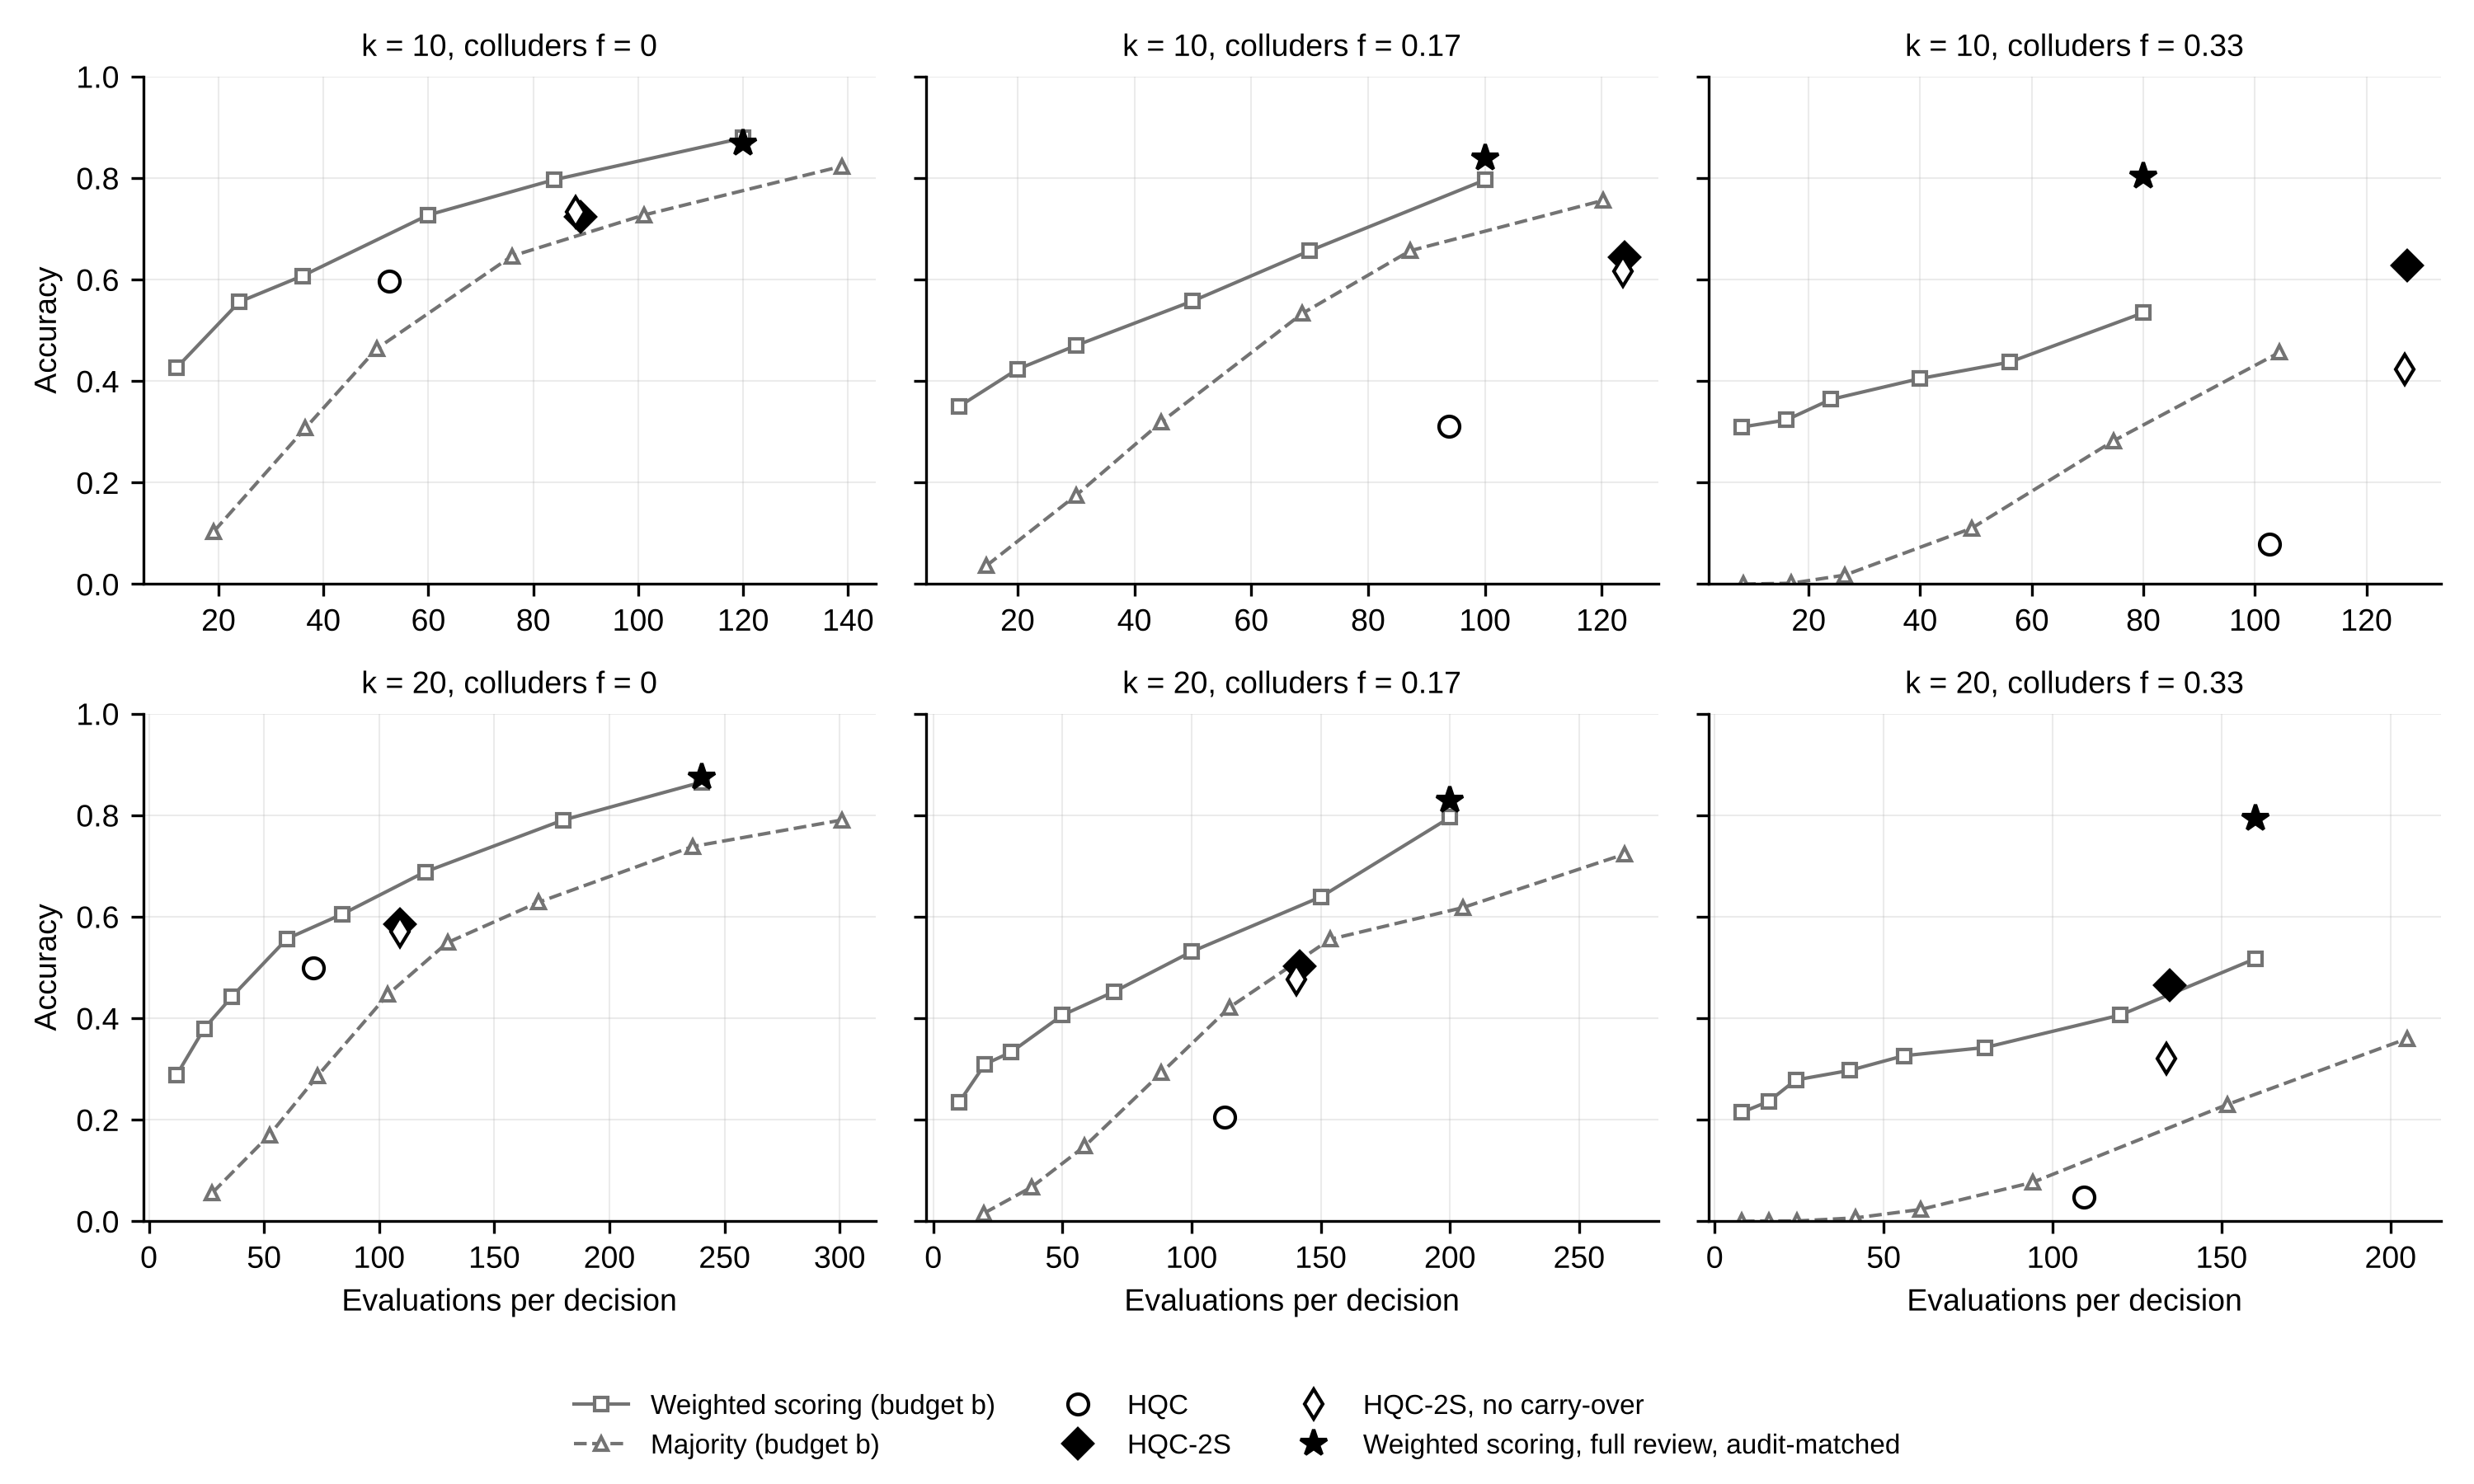 k = 10, colluders f = 0
k = 10, colluders f = 0.17
k = 10, colluders f = 0.33
Accuracy
1.0
0.8
0.6
0.4
0.2
0.0
20 40 60 80 100 120 140
20 40 60 80 100 120
20 40 60 80 100 120
k = 20, colluders f = 0
k = 20, colluders f = 0.17
k = 20, colluders f = 0.33
Accuracy
1.0
0.8
0.6
0.4
0.2
0.0
0 50 100 150 200 250 300
0 50 100 150 200 250
0 50 100 150 200
Evaluations per decision
Evaluations per decision
Evaluations per decision
Weighted scoring (budget b)
Majority (budget b)
HQC
HQC-2S
HQC-2S, no carry-over
Weighted scoring, full review, audit-matched